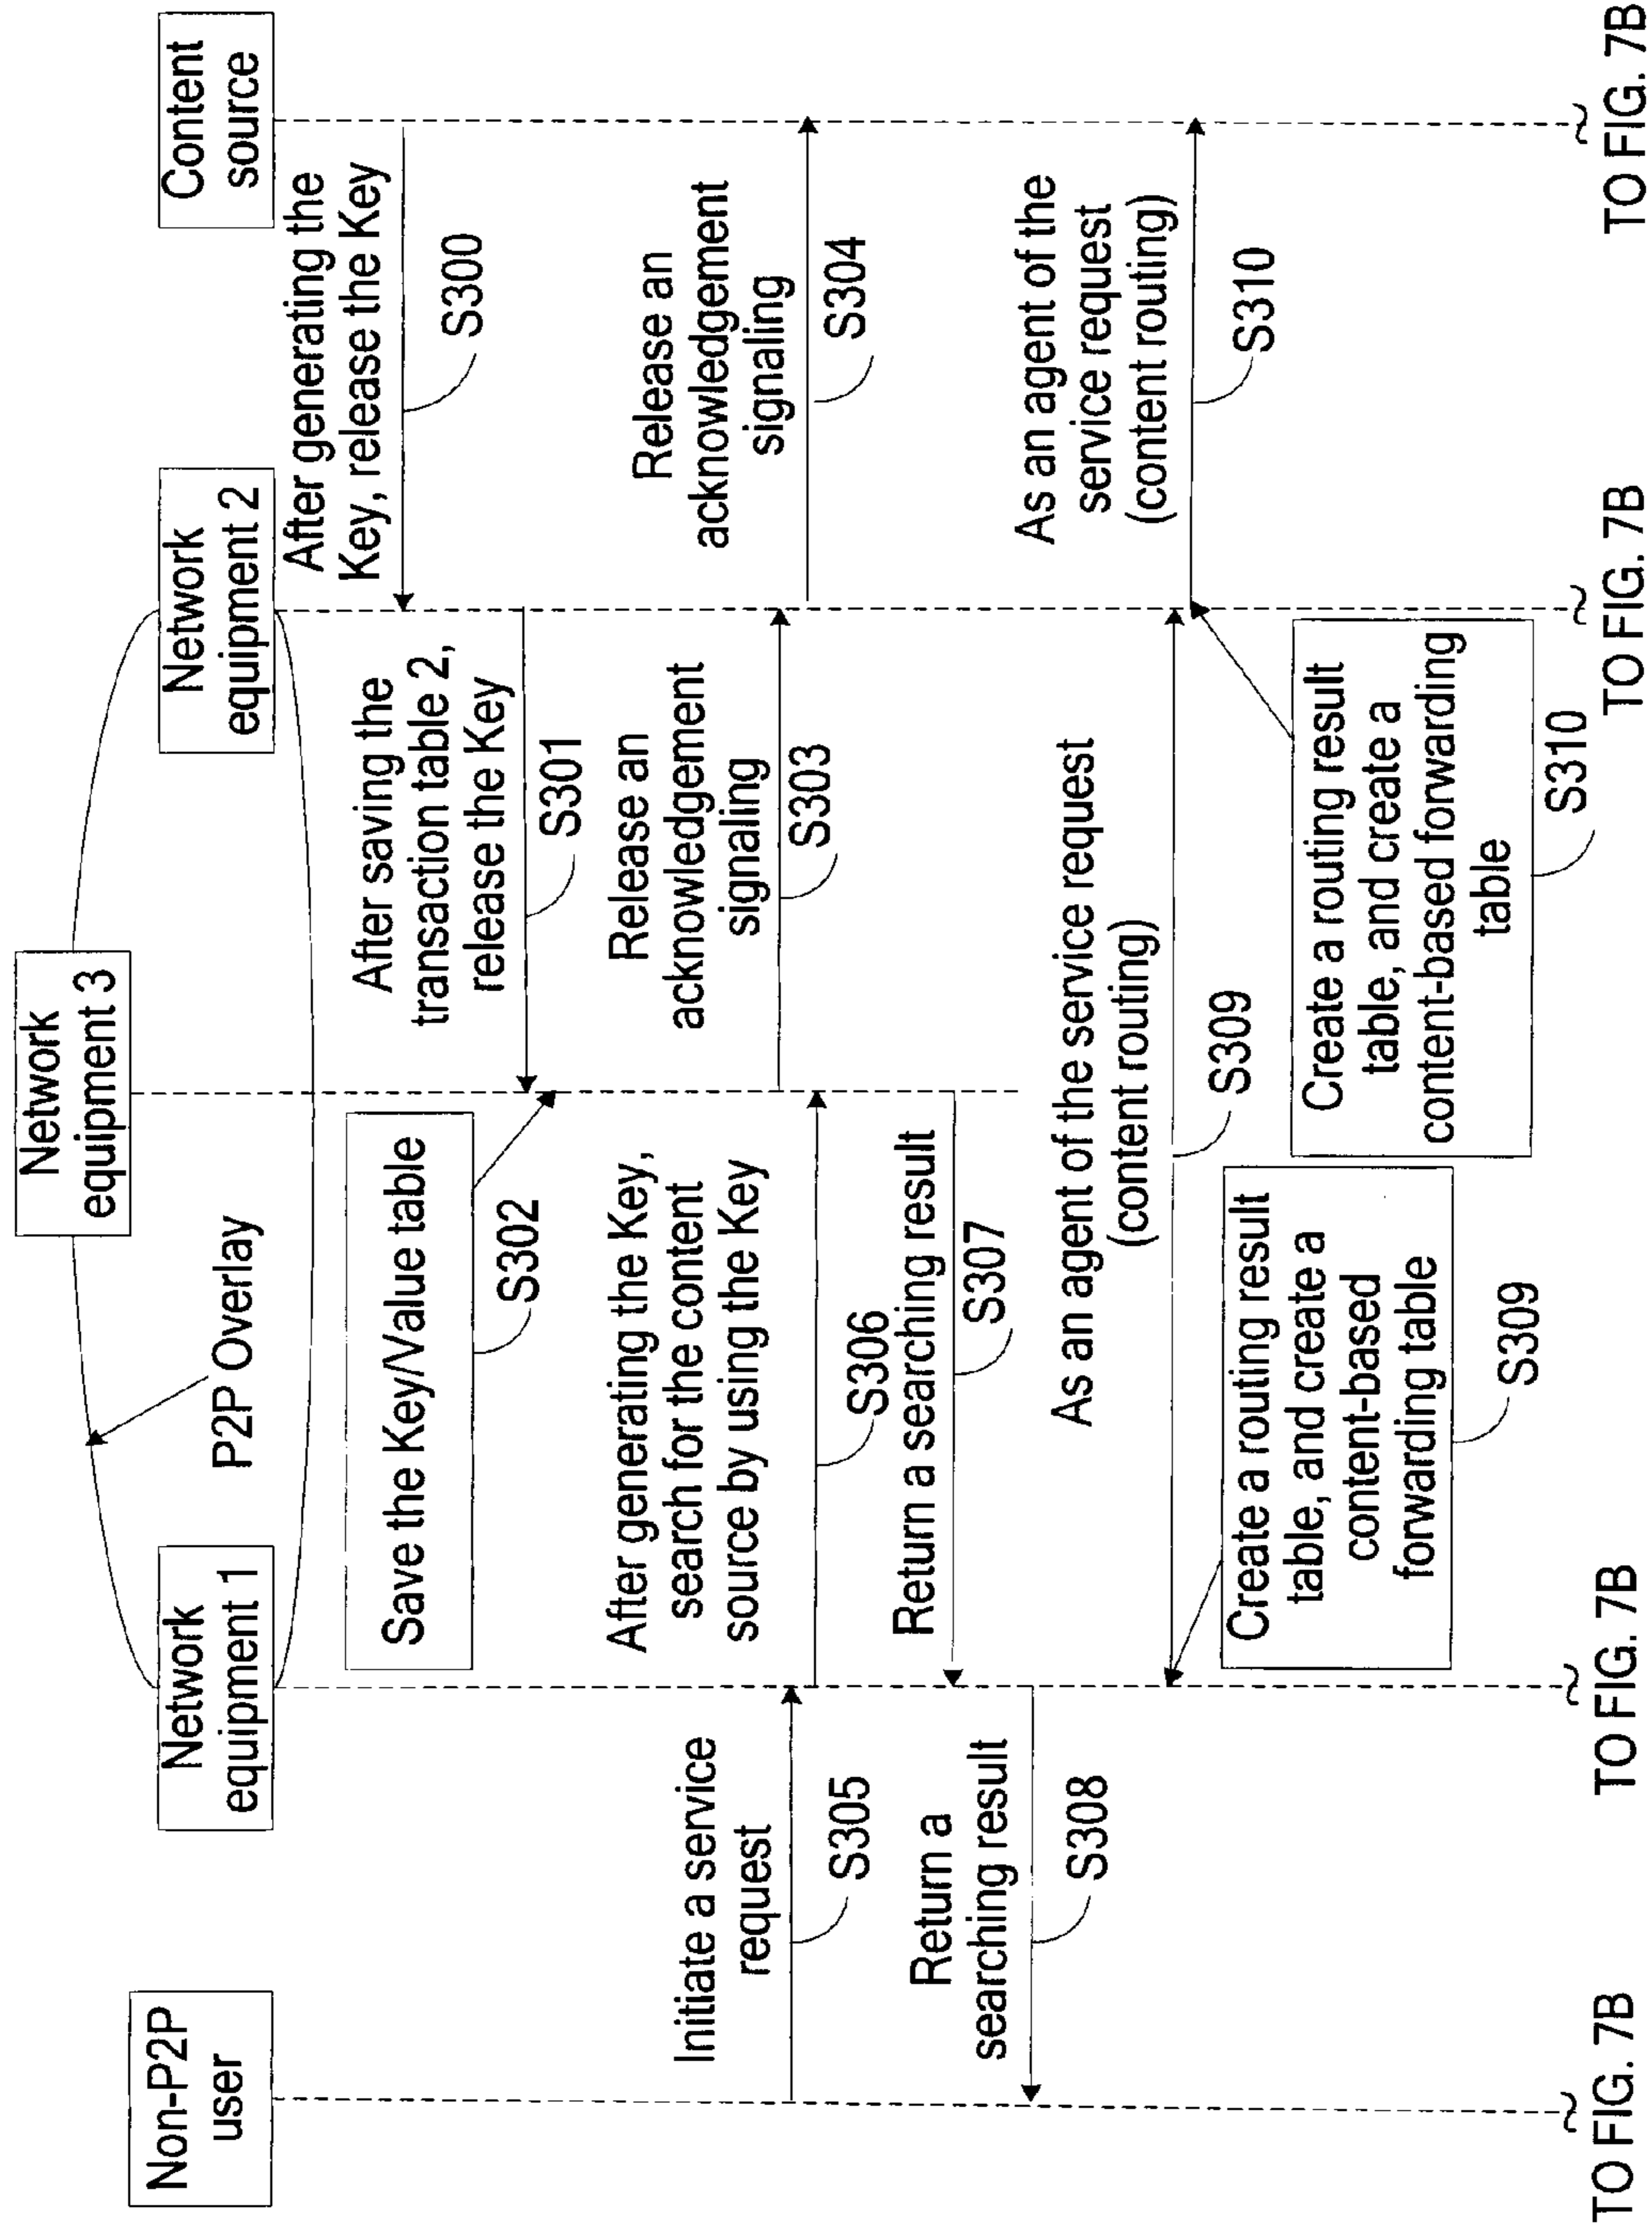 Network
equipment 3
Non-P2P
user
Network
equipment 1
P2P Overlay
Network
equipment 2
Content
source
After generating the
Key, release the Key
S300
After saving the
transaction table 2,
release the Key
S301
Save the Key/Value table
S302
Release an
acknowledgement
signaling
S303
Release an
acknowledgement
signaling
S304
Initiate a service
request
S305
After generating the Key,
search for the content
source by using the Key
S306
Return a searching result
S307
Return a
searching result
S308
As an agent of the service request
(content routing)
S309
Create a routing result
table, and create a
content-based
forwarding table
S309
As an agent of the
service request
(content routing)
S310
Create a routing result
table, and create a
content-based forwarding
table
S310
TO FIG. 7B
TO FIG. 7B
TO FIG. 7B
TO FIG. 7B